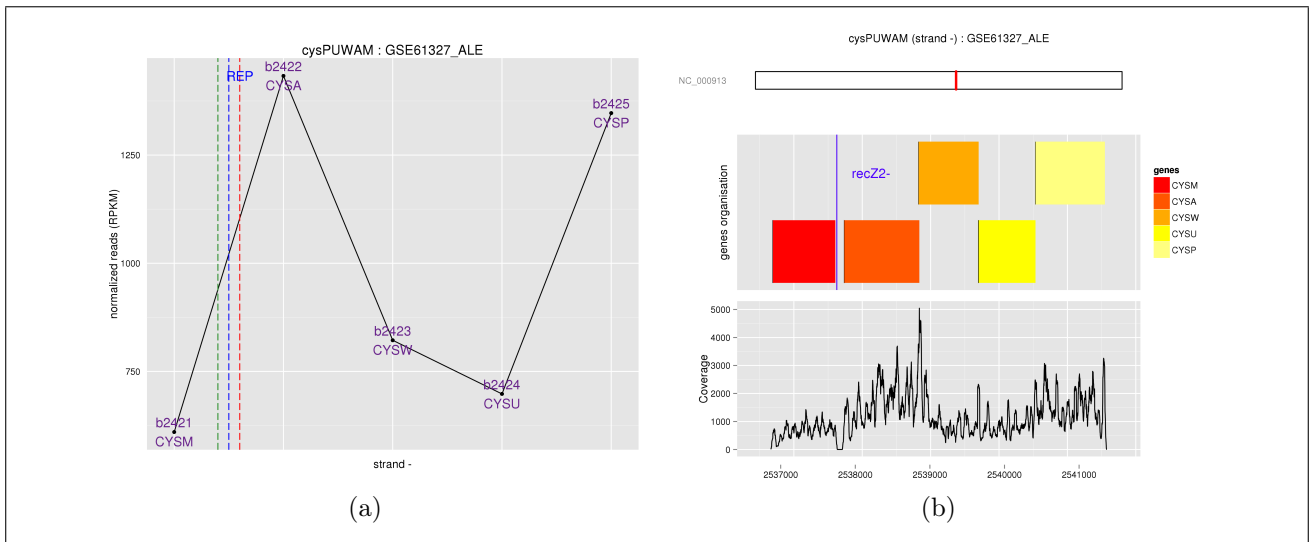 cysPUWAM : GSE61327_ALE
b2422
REP
CYSA
b2425
CYSP
1250
1000
750
normalized reads (RPKM)
b2423
CYSW
b2424
CYSU
b2421
CYSM
strand -
(a)
cysPUWAM (strand -) : GSE61327_ALE
NC_000913
genes organisation
recZ2-
genes
CYSM
CYSA
CYSW
CYSU
CYSP
Coverage
5000
4000
3000
2000
1000
0
2537000 2538000 2539000 2540000 2541000
(b)